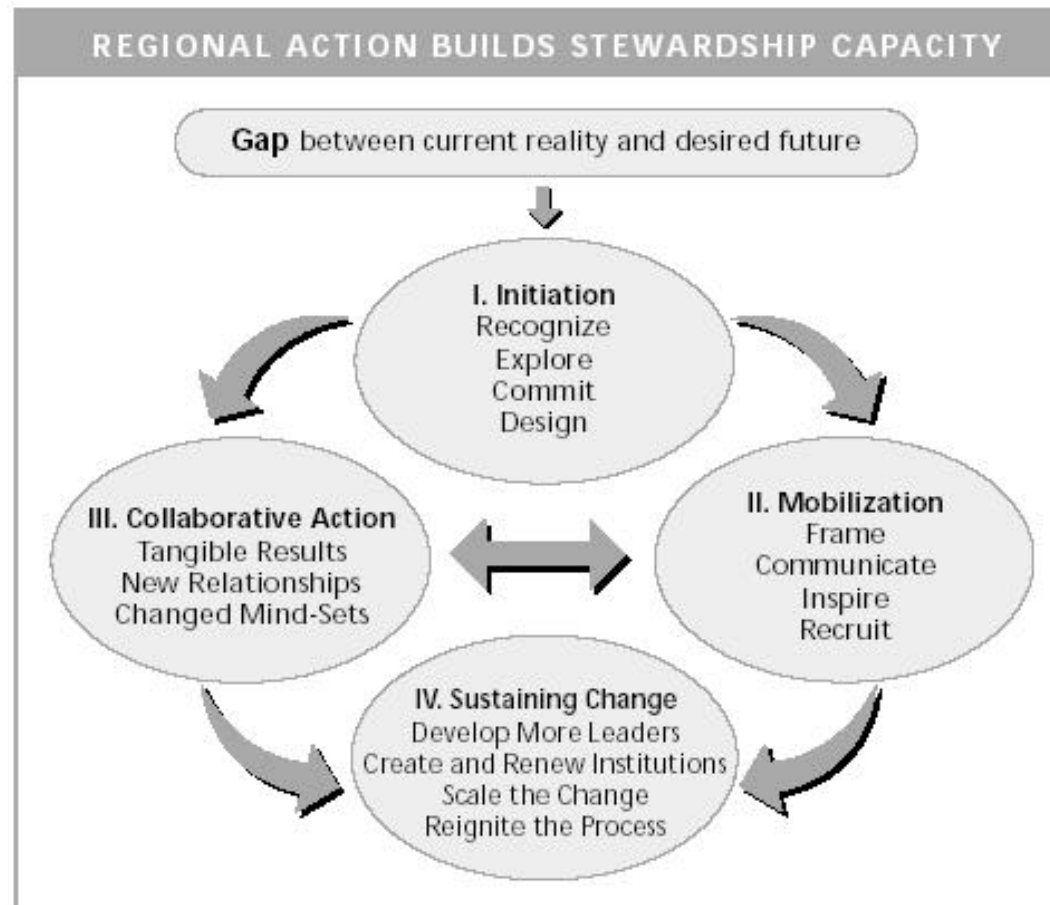 REGIONAL ACTION BUILDS STEWARDSHIP CAPACITY
Gap between current reality and desired future
I. Initiation
Recognize
Explore
Commit
Design
II. Mobilization
Frame
Communicate
Inspire
Recruit
III. Collaborative Action
Tangible Results
New Relationships
Changed Mind-Sets
IV. Sustaining Change
Develop More Leaders
Create and Renew Institutions
Scale the Change
Reignite the Process